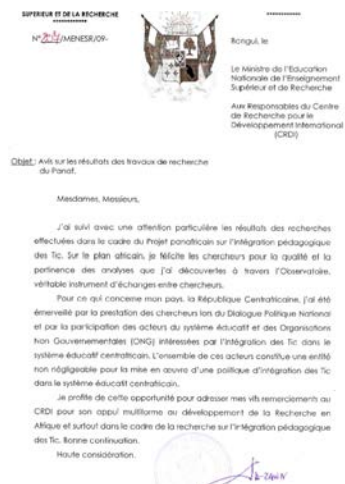 SUPERIEUR ET DE LA RECHERCHE
************
************
N° /MENESR/09-
Bangui, le
Le Ministre de l'Education
Nationale de l'Enseignement
Supérieur et de Recherche
Aux Responsables du Centre
de Recherche pour le
Développement International
(CRDI)
Objet : Avis sur les résultats des travaux de recherche
du Panaf.
Mesdames, Messieurs,
J'ai suivi avec une attention particulière les résultats des recherches
effectuées dans le cadre du Projet panafricain sur l'intégration pédagogique
des Tic. Sur le plan africain, je félicite les chercheurs pour la qualité et la
pertinence des analyses que j'ai découvertes à travers l'Observatoire,
véritable instrument d'échanges entre chercheurs.
Pour ce qui concerne mon pays, la République Centrafricaine, j'ai été
émerveillé par la prestation des chercheurs lors du Dialogue Politique National
et par la participation des acteurs du système éducatif et des Organisations
Non Gouvernementales (ONG) intéressées par l'intégration des Tic dans le
système éducatif centrafricain. L'ensemble de ces acteurs constitue une entité
non négligeable pour la mise en œuvre d'une politique d'intégration des Tic
dans le système éducatif centrafricain.
Je profite de cette opportunité pour adresser mes vifs remerciements au
CRDI pour son appui multiforme au développement de la Recherche en
Afrique et surtout dans le cadre de la recherche sur l'intégration pédagogique
des Tic. Bonne continuation.
Haute considération.